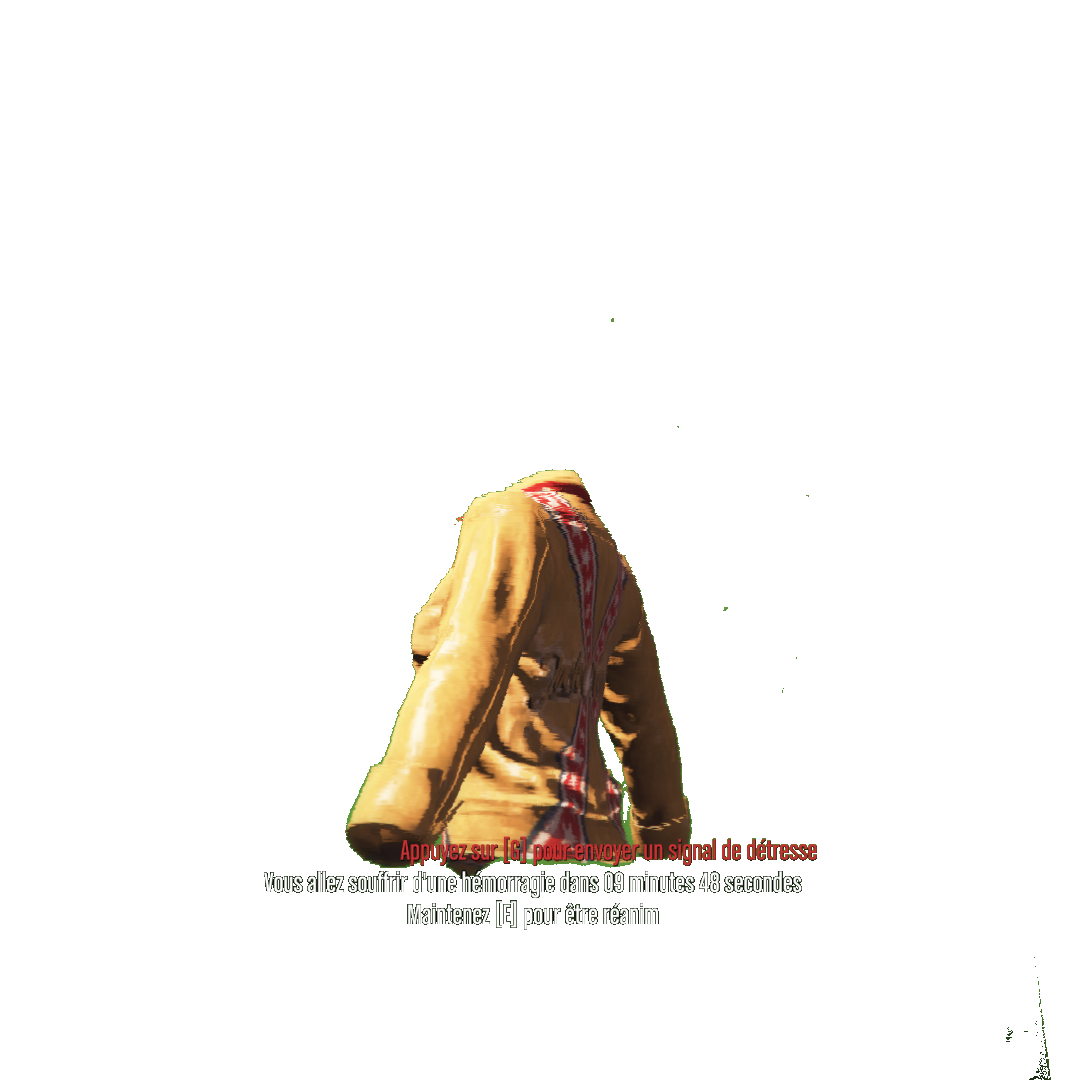 Appuyez sur [G] pour envoyer un signal de détresse
Vous allez souffrir d'une hémorragie dans 09 minutes 48 secondes
Maintenez [E] pour être réanim